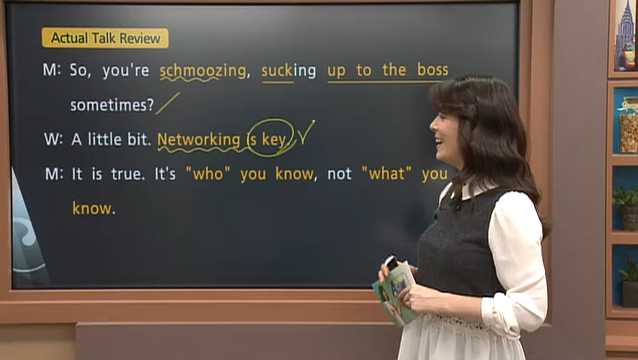 Actual Talk Review
M: So, you're schmoozing, sucking up to the boss
sometimes?
W: A little bit. Networking is key.
M: It is true. It's "who" you know, not "what" you
know.